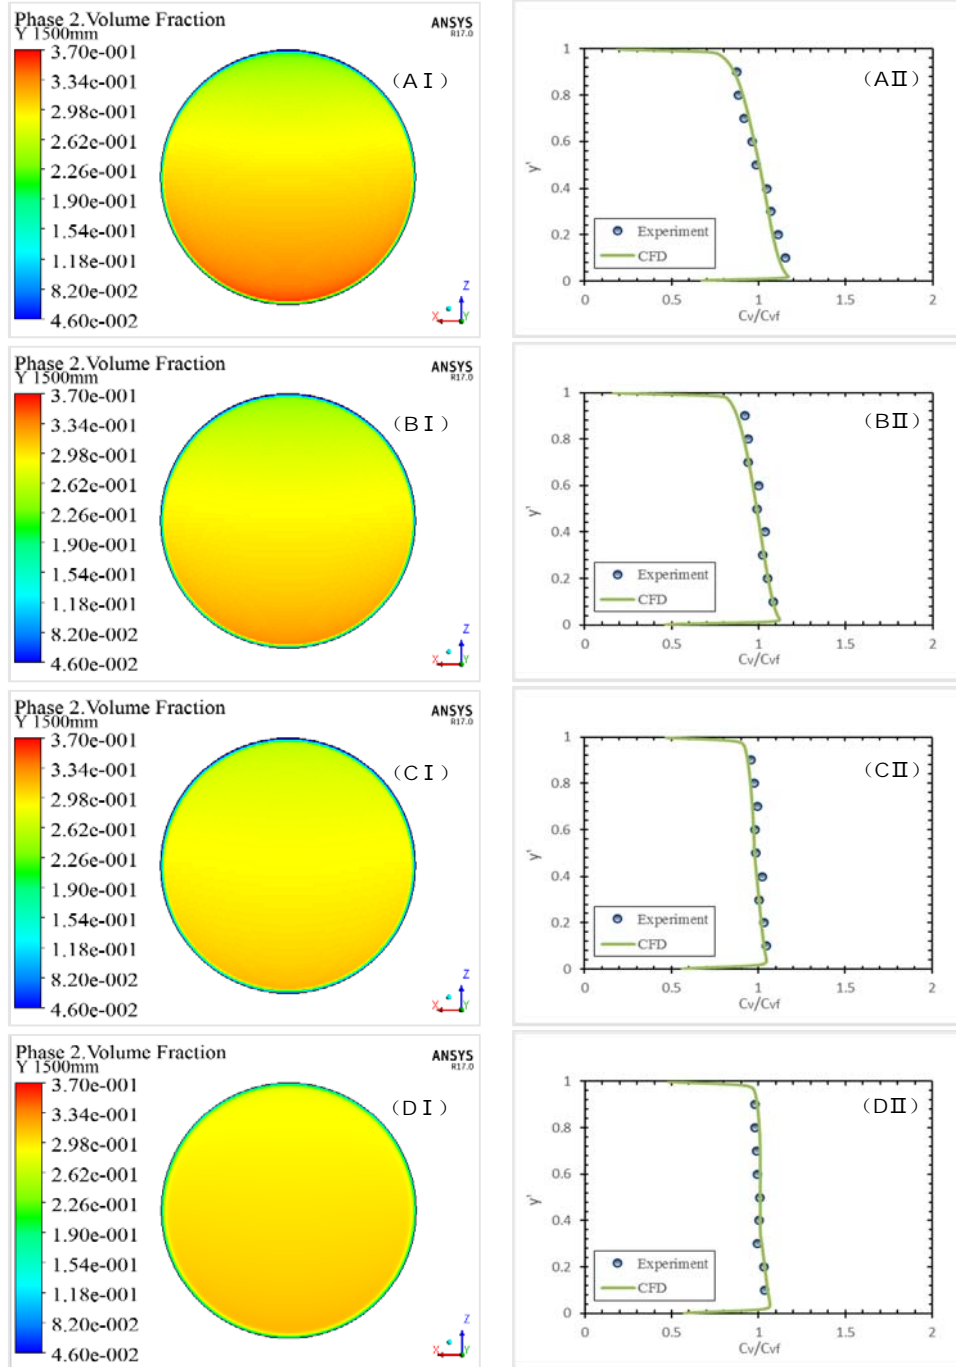 Phase 2.Volume Fraction
Y 1500mm
ANSYS
R17.0
(AI)
3.70e-001
3.34c-001
2.98c-001
2.62c-001
2.26e-001
1.90e-001
1.54e-001
1.18e-001
8.20e-002
4.60c-002
Z
X
Y
(AII)
1
0.8
0.6
0.4
0.2
0
y'
Experiment
CFD
0
0.5
1
1.5
2
Cv/Cvf
Phase 2.Volume Fraction
Y 1500mm
ANSYS
R17.0
(BI)
3.70e-001
3.34e-001
2.98e-001
2.62e-001
2.26e-001
1.90e-001
1.54e-001
1.18e-001
8.20e-002
4.60e-002
Z
X
Y
(BII)
1
0.8
0.6
0.4
0.2
0
y'
Experiment
CFD
0
0.5
1
1.5
2
Cv/Cvf
Phase 2.Volume Fraction
Y 1500mm
ANSYS
R17.0
(CI)
3.70e-001
3.34e-001
2.98c-001
2.62c-001
2.26e-001
1.90e-001
1.54e-001
1.18e-001
8.20e-002
4.60e-002
Z
X
Y
(CII)
1
0.8
0.6
0.4
0.2
0
y'
Experiment
CFD
0
0.5
1
1.5
2
Cv/Cvf
Phase 2.Volume Fraction
Y 1500mm
ANSYS
R17.0
(DI)
3.70e-001
3.34e-001
2.98e-001
2.62c-001
2.26e-001
1.90e-001
1.54e-001
1.18e-001
8.20e-002
4.60e-002
Z
X
Y
(DII)
1
0.8
0.6
0.4
0.2
0
y'
Experiment
CFD
0
0.5
1
1.5
2
Cv/Cvf